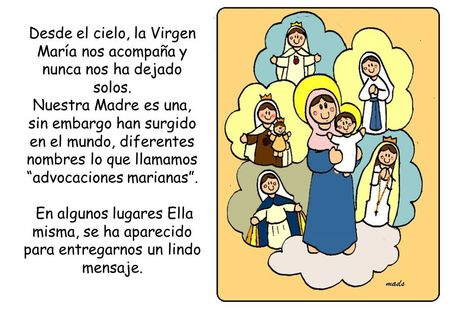 Desde el cielo, la Virgen
María nos acompaña y
nunca nos ha dejado
solos.
Nuestra Madre es una,
sin embargo han surgido
en el mundo, diferentes
nombres lo que llamamos
“advocaciones marianas”.
En algunos lugares Ella
misma, se ha aparecido
para entregarnos un lindo
mensaje.
mads